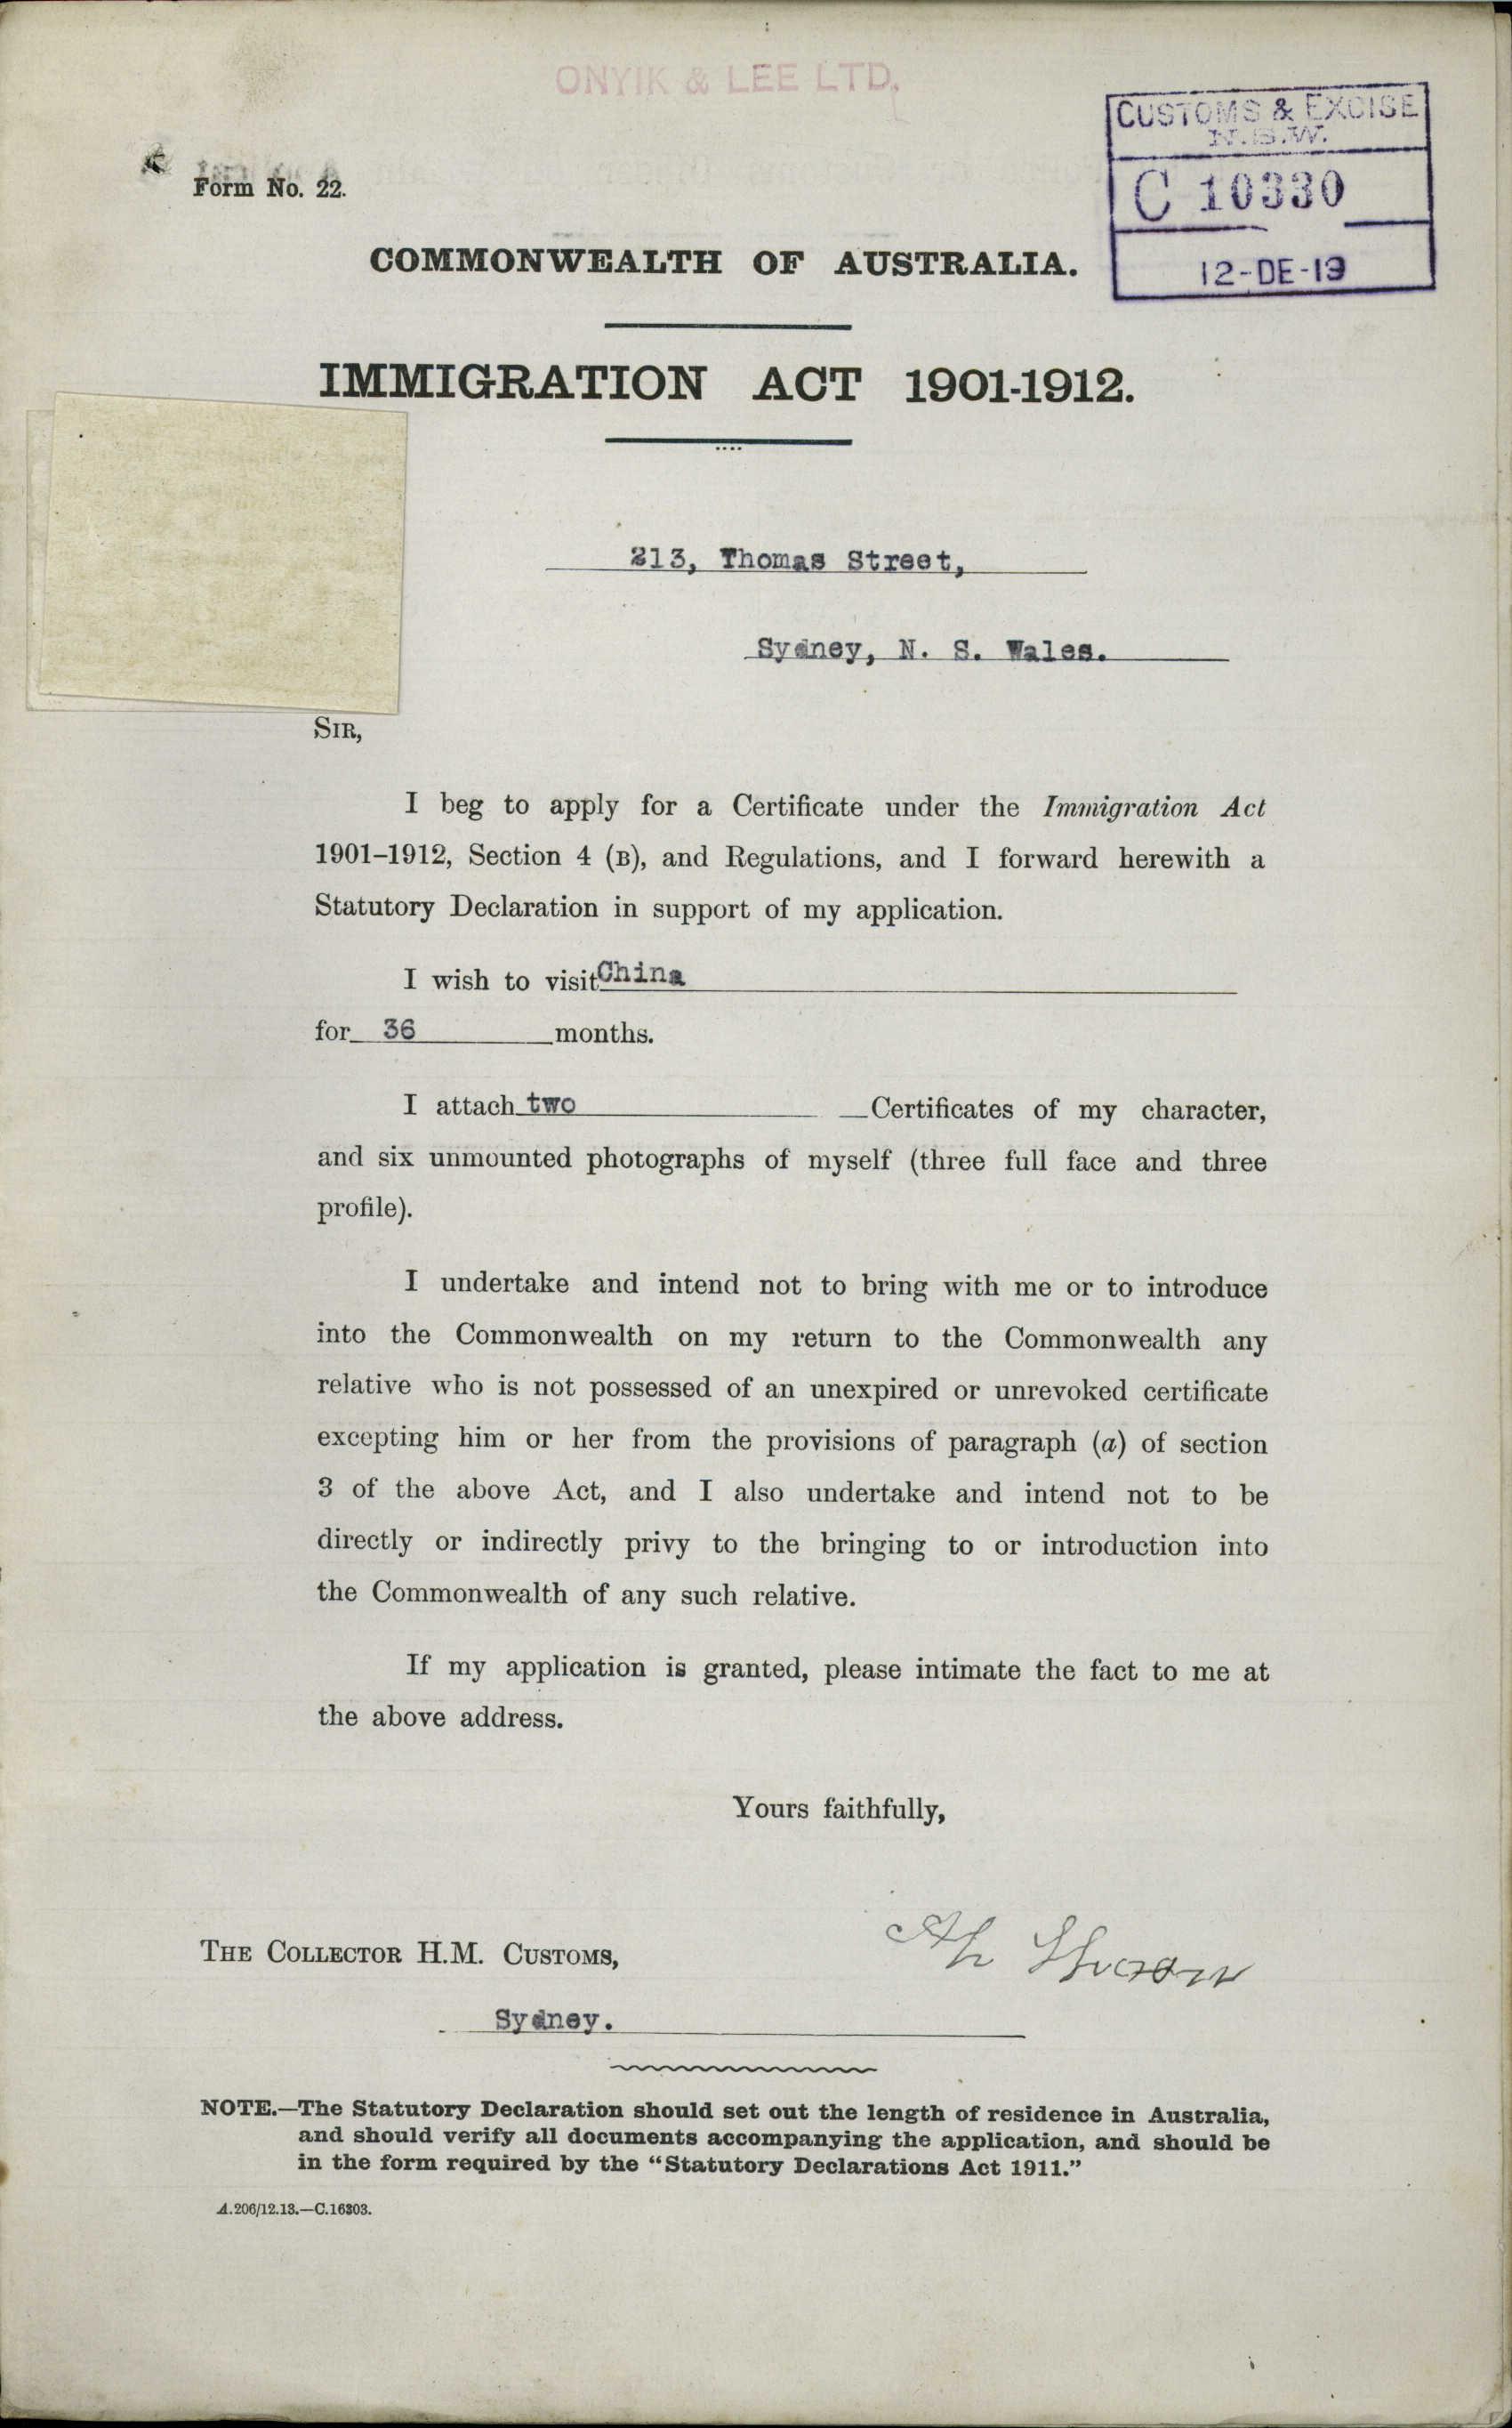 ONYIK & LEE LTD.
CUSTOMS & EXCISE
N.S.W.
C 10330
12-DE-13
Form No. 22.
COMMONWEALTH OF AUSTRALIA.
IMMIGRATION ACT 1901-1912.
213, Thomas Street,
Sydney, N. S. Wales.
SIR,
I beg to apply for a Certificate under the Immigration Act
1901–1912, Section 4 (B), and Regulations, and I forward herewith a
Statutory Declaration in support of my application.
I wish to visit China
for 36 months.
I attach two Certificates of my character,
and six unmounted photographs of myself (three full face and three
profile).
I undertake and intend not to bring with me or to introduce
into the Commonwealth on my return to the Commonwealth any
relative who is not possessed of an unexpired or unrevoked certificate
excepting him or her from the provisions of paragraph (a) of section
3 of the above Act, and I also undertake and intend not to be
directly or indirectly privy to the bringing to or introduction into
the Commonwealth of any such relative.
If my application is granted, please intimate the fact to me at
the above address.
Yours faithfully,
Ah
THE COLLECTOR H.M. CUSTOMS,
Sydney.
NOTE.—The Statutory Declaration should set out the length of residence in Australia,
and should verify all documents accompanying the application, and should be
in the form required by the "Statutory Declarations Act 1911."
A.206/12.13.—C.16303.